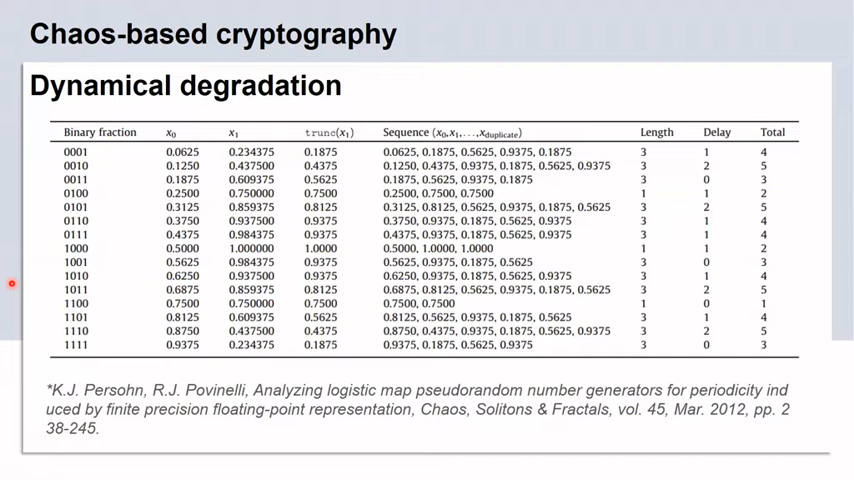 Chaos-based cryptography
Dynamical degradation
Binary fraction x0 x1 trunc(x1) Sequence (x0,x1,...,xduplicate) Length Delay Total
0001 0.0625 0.234375 0.1875 0.0625, 0.1875, 0.5625, 0.9375, 0.1875 3 1 4
0010 0.1250 0.437500 0.4375 0.1250, 0.4375, 0.9375, 0.1875, 0.5625, 0.9375 3 2 5
0011 0.1875 0.609375 0.5625 0.1875, 0.5625, 0.9375, 0.1875 3 0 3
0100 0.2500 0.750000 0.7500 0.2500, 0.7500, 0.7500 1 1 2
0101 0.3125 0.859375 0.8125 0.3125, 0.8125, 0.5625, 0.9375, 0.1875, 0.5625 3 2 5
0110 0.3750 0.937500 0.9375 0.3750, 0.9375, 0.1875, 0.5625, 0.9375 3 1 4
0111 0.4375 0.984375 0.9375 0.4375, 0.9375, 0.1875, 0.5625, 0.9375 3 1 4
1000 0.5000 1.000000 1.0000 0.5000, 1.0000, 1.0000 1 1 2
1001 0.5625 0.984375 0.9375 0.5625, 0.9375, 0.1875, 0.5625 3 0 3
1010 0.6250 0.937500 0.9375 0.6250, 0.9375, 0.1875, 0.5625, 0.9375 3 1 4
1011 0.6875 0.859375 0.8125 0.6875, 0.8125, 0.5625, 0.9375, 0.1875, 0.5625 3 2 5
1100 0.7500 0.750000 0.7500 0.7500, 0.7500 1 0 1
1101 0.8125 0.609375 0.5625 0.8125, 0.5625, 0.9375, 0.1875, 0.5625 3 1 4
1110 0.8750 0.437500 0.4375 0.8750, 0.4375, 0.9375, 0.1875, 0.5625, 0.9375 3 2 5
1111 0.9375 0.234375 0.1875 0.9375, 0.1875, 0.5625, 0.9375 3 0 3
*K.J. Persohn, R.J. Povinelli, Analyzing logistic map pseudorandom number generators for periodicity ind
uced by finite precision floating-point representation, Chaos, Solitons & Fractals, vol. 45, Mar. 2012, pp. 2
38-245.